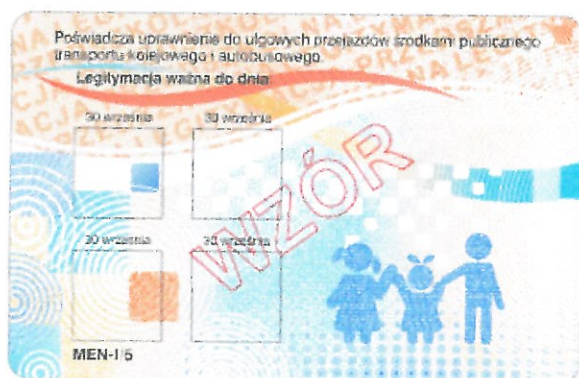 Poświadcza uprawnienie do ulgowych przejazdów środkami publicznego
transportu kolejowego i autobusowego.
Legitymacja ważna do dnia:
30 września 30 września
WZÓR
30 września 30 września
MEN-I/5